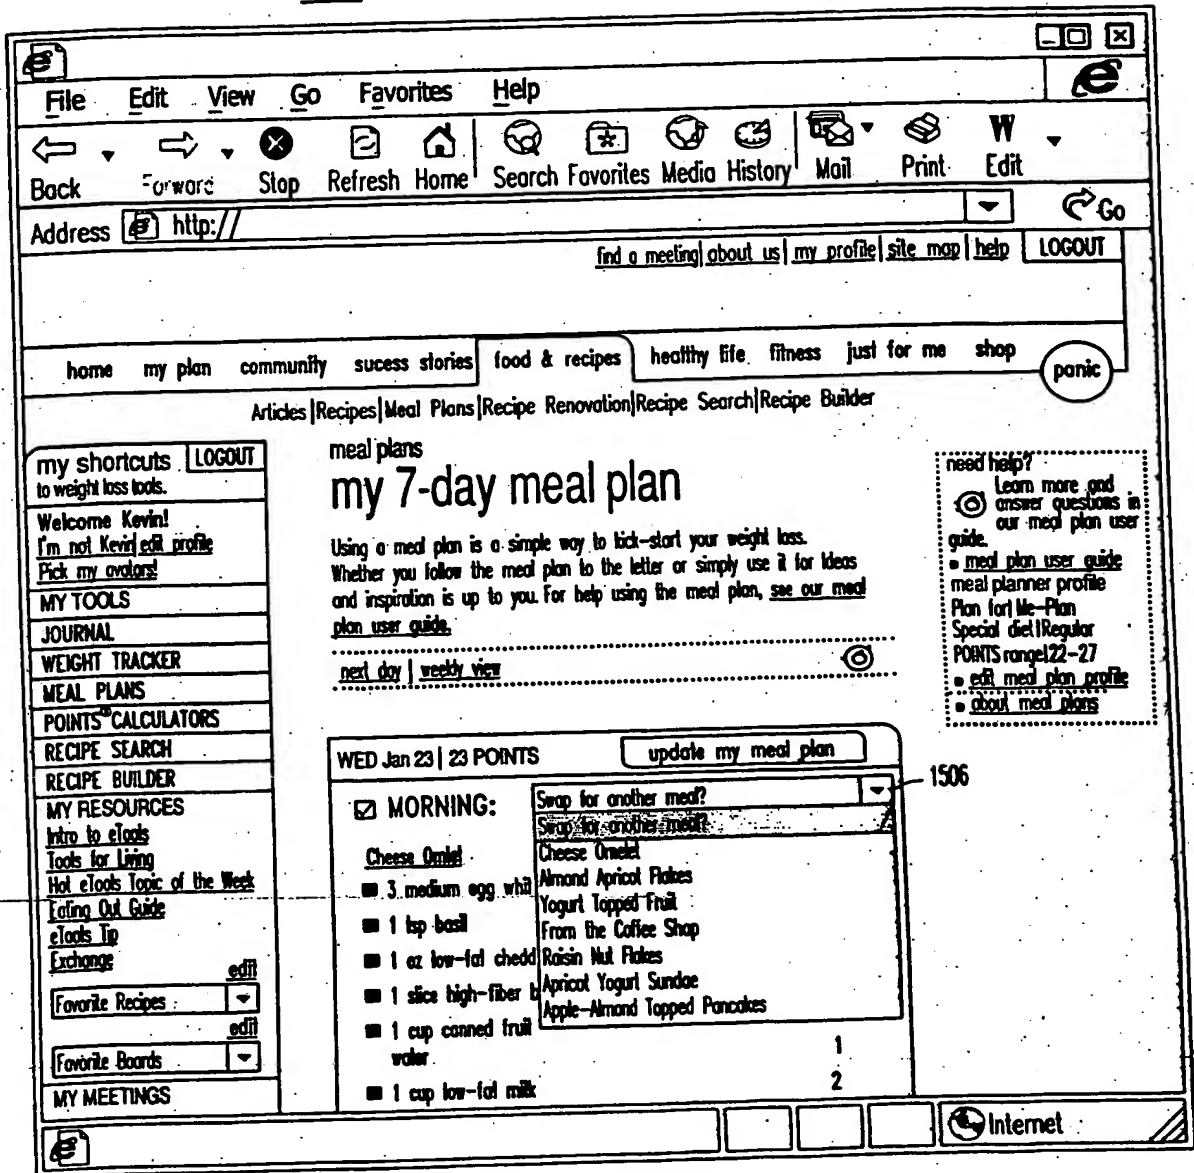 File Edit View Go Favorites Help
Back Forward Stop Refresh Home Search Favorites Media History Mail Print Edit
Address http:// Go
find a meeting| about us| my profile| site map | help LOGOUT
home my plan community sucess stories food & recipes healthy life fitness just for me shop panic
Articles|Recipes|Meal Plans|Recipe Renovation|Recipe Search|Recipe Builder
my shortcuts LOGOUT
to weight loss tools.
Welcome Kevin!
I'm not Kevin| edit profile
Pick my avatars!
MY TOOLS
JOURNAL
WEIGHT TRACKER
MEAL PLANS
POINTS® CALCULATORS
RECIPE SEARCH
RECIPE BUILDER
MY RESOURCES
Intro to eTools
Tools for Living
Hot eTools Topic of the Week
Eating Out Guide
eTools Tip
Exchange
edit
Favorite Recipes
edit
Favorite Boards
MY MEETINGS
meal plans
my 7-day meal plan
Using a meal plan is a simple way to kick-start your weight loss.
Whether you follow the meal plan to the letter or simply use it for Ideas
and inspiration is up to you. For help using the meal plan, see our meal
plan user guide.
next day | weekly view
WED Jan 23 | 23 POINTS update my meal plan
MORNING: Swap for another meal?
1506
Swap for another meal?
Cheese Omelet
Almond Apricot Flakes
Yogurt Topped Fruit
From the Coffee Shop
Raisin Nut Flakes
Apricot Yogurt Sundae
Apple-Almond Topped Pancakes
Cheese Omlet
3 medium egg whit
1 tsp basil
1 oz low-fat chedd
1 slice high-fiber b
1 cup canned fruit
water 1
1 cup low-fat milk 2
need help?
Learn more and
answer questions in
our meal plan user
guide.
meal plan user guide
meal planner profile
Plan for| Me-Plan
Special diet|Regular
POINTS range|22-27
edit meal plan profile
about meal plans
Internet